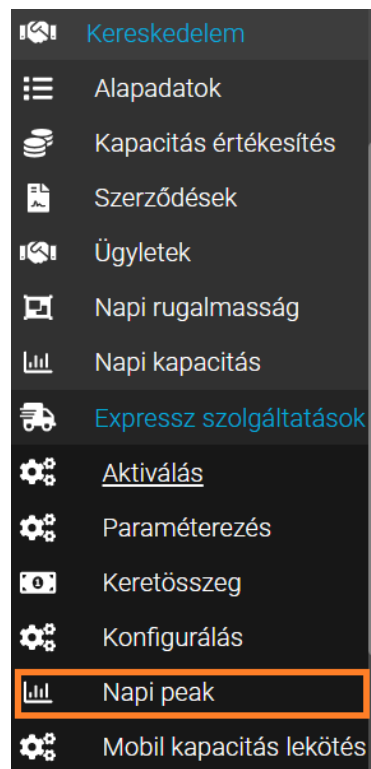 Kereskedelem
Alapadatok
Kapacitás értékesítés
Szerződések
Ügyletek
Napi rugalmasság
Napi kapacitás
Expressz szolgáltatások
Aktiválás
Paraméterezés
Keretösszeg
Konfigurálás
Napi peak
Mobil kapacitás lekötés